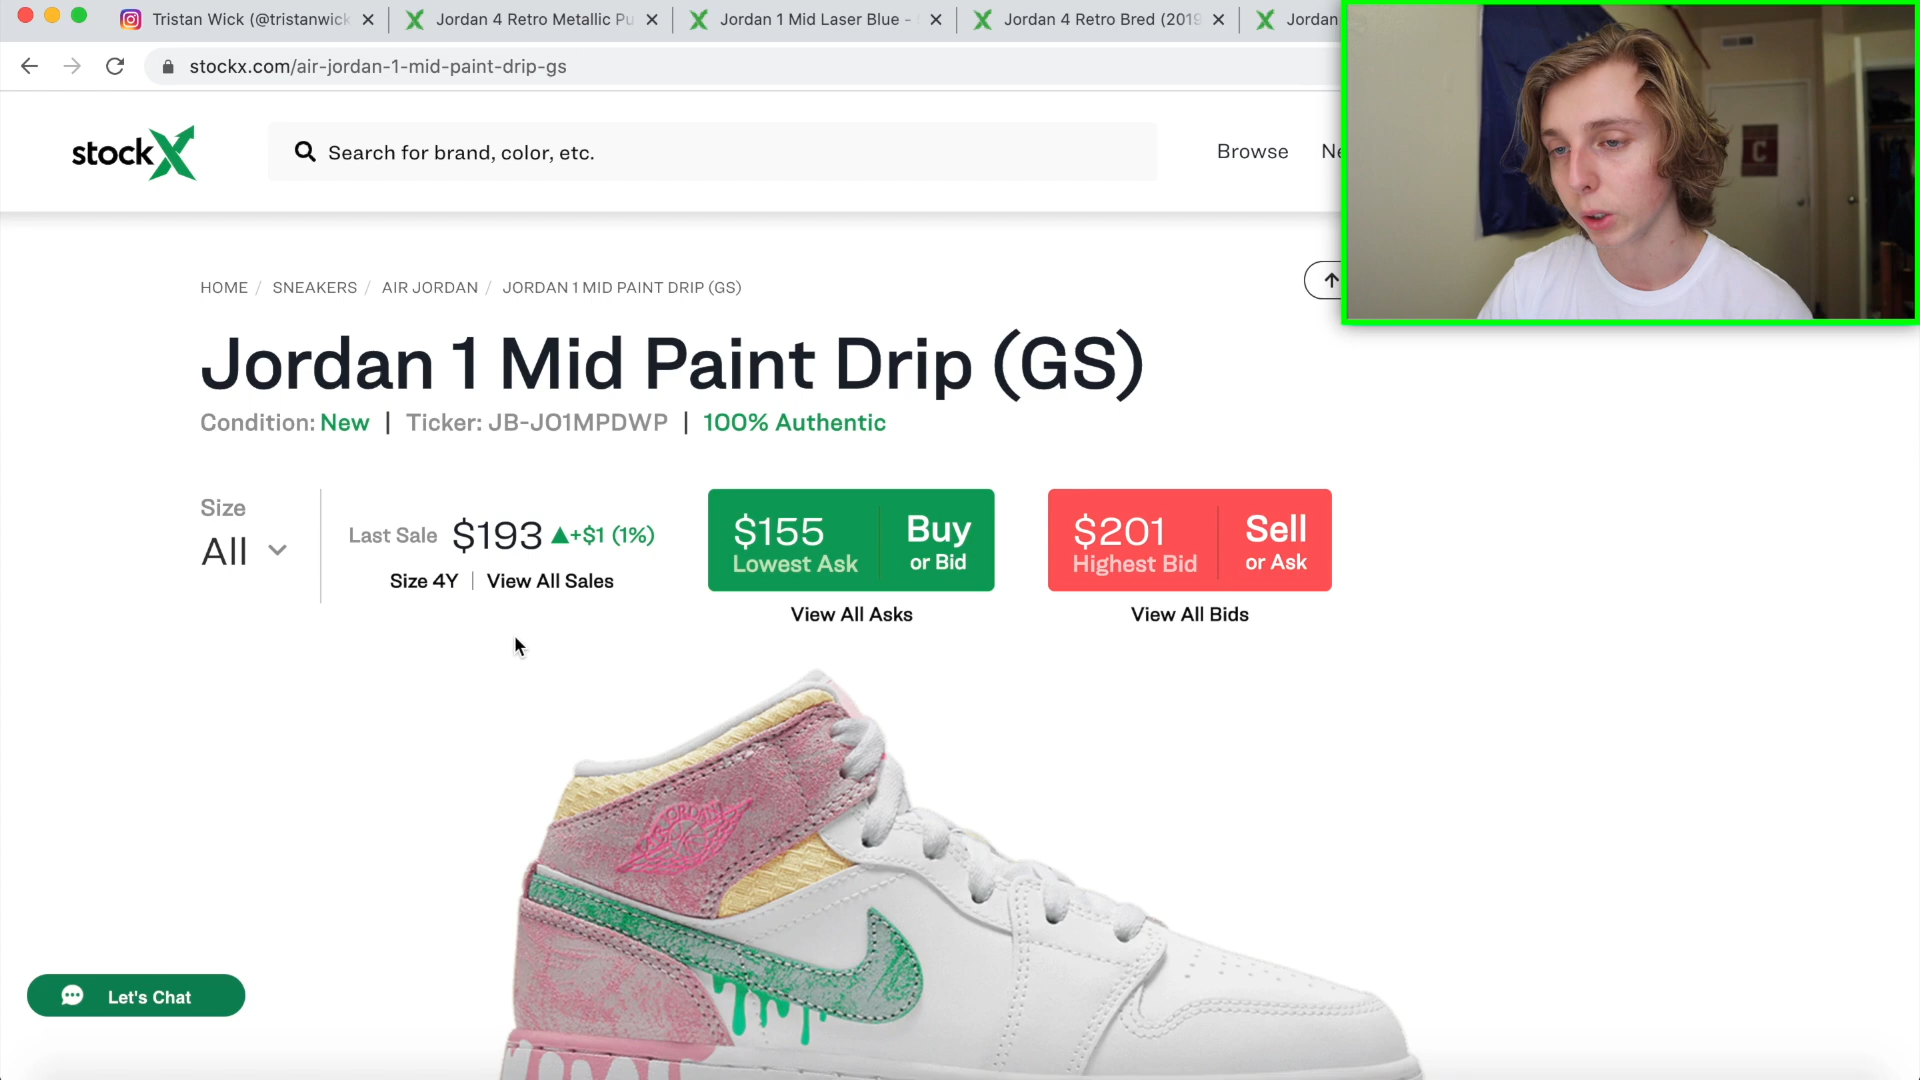 Tristan Wick (@tristanwick
Jordan 4 Retro Metallic Pu
Jordan 1 Mid Laser Blue -
Jordan 4 Retro Bred (2019
Jordan
stockx.com/air-jordan-1-mid-paint-drip-gs
stockX
Search for brand, color, etc.
Browse
Ne
C
HOME / SNEAKERS / AIR JORDAN / JORDAN 1 MID PAINT DRIP (GS)
Jordan 1 Mid Paint Drip (GS)
Condition: New | Ticker: JB-JO1MPDWP | 100% Authentic
Size
All
Last Sale $193 ▲+$1 (1%)
Size 4Y | View All Sales
$155
Lowest Ask
Buy
or Bid
View All Asks
$201
Highest Bid
Sell
or Ask
View All Bids
JORDAN
Let's Chat